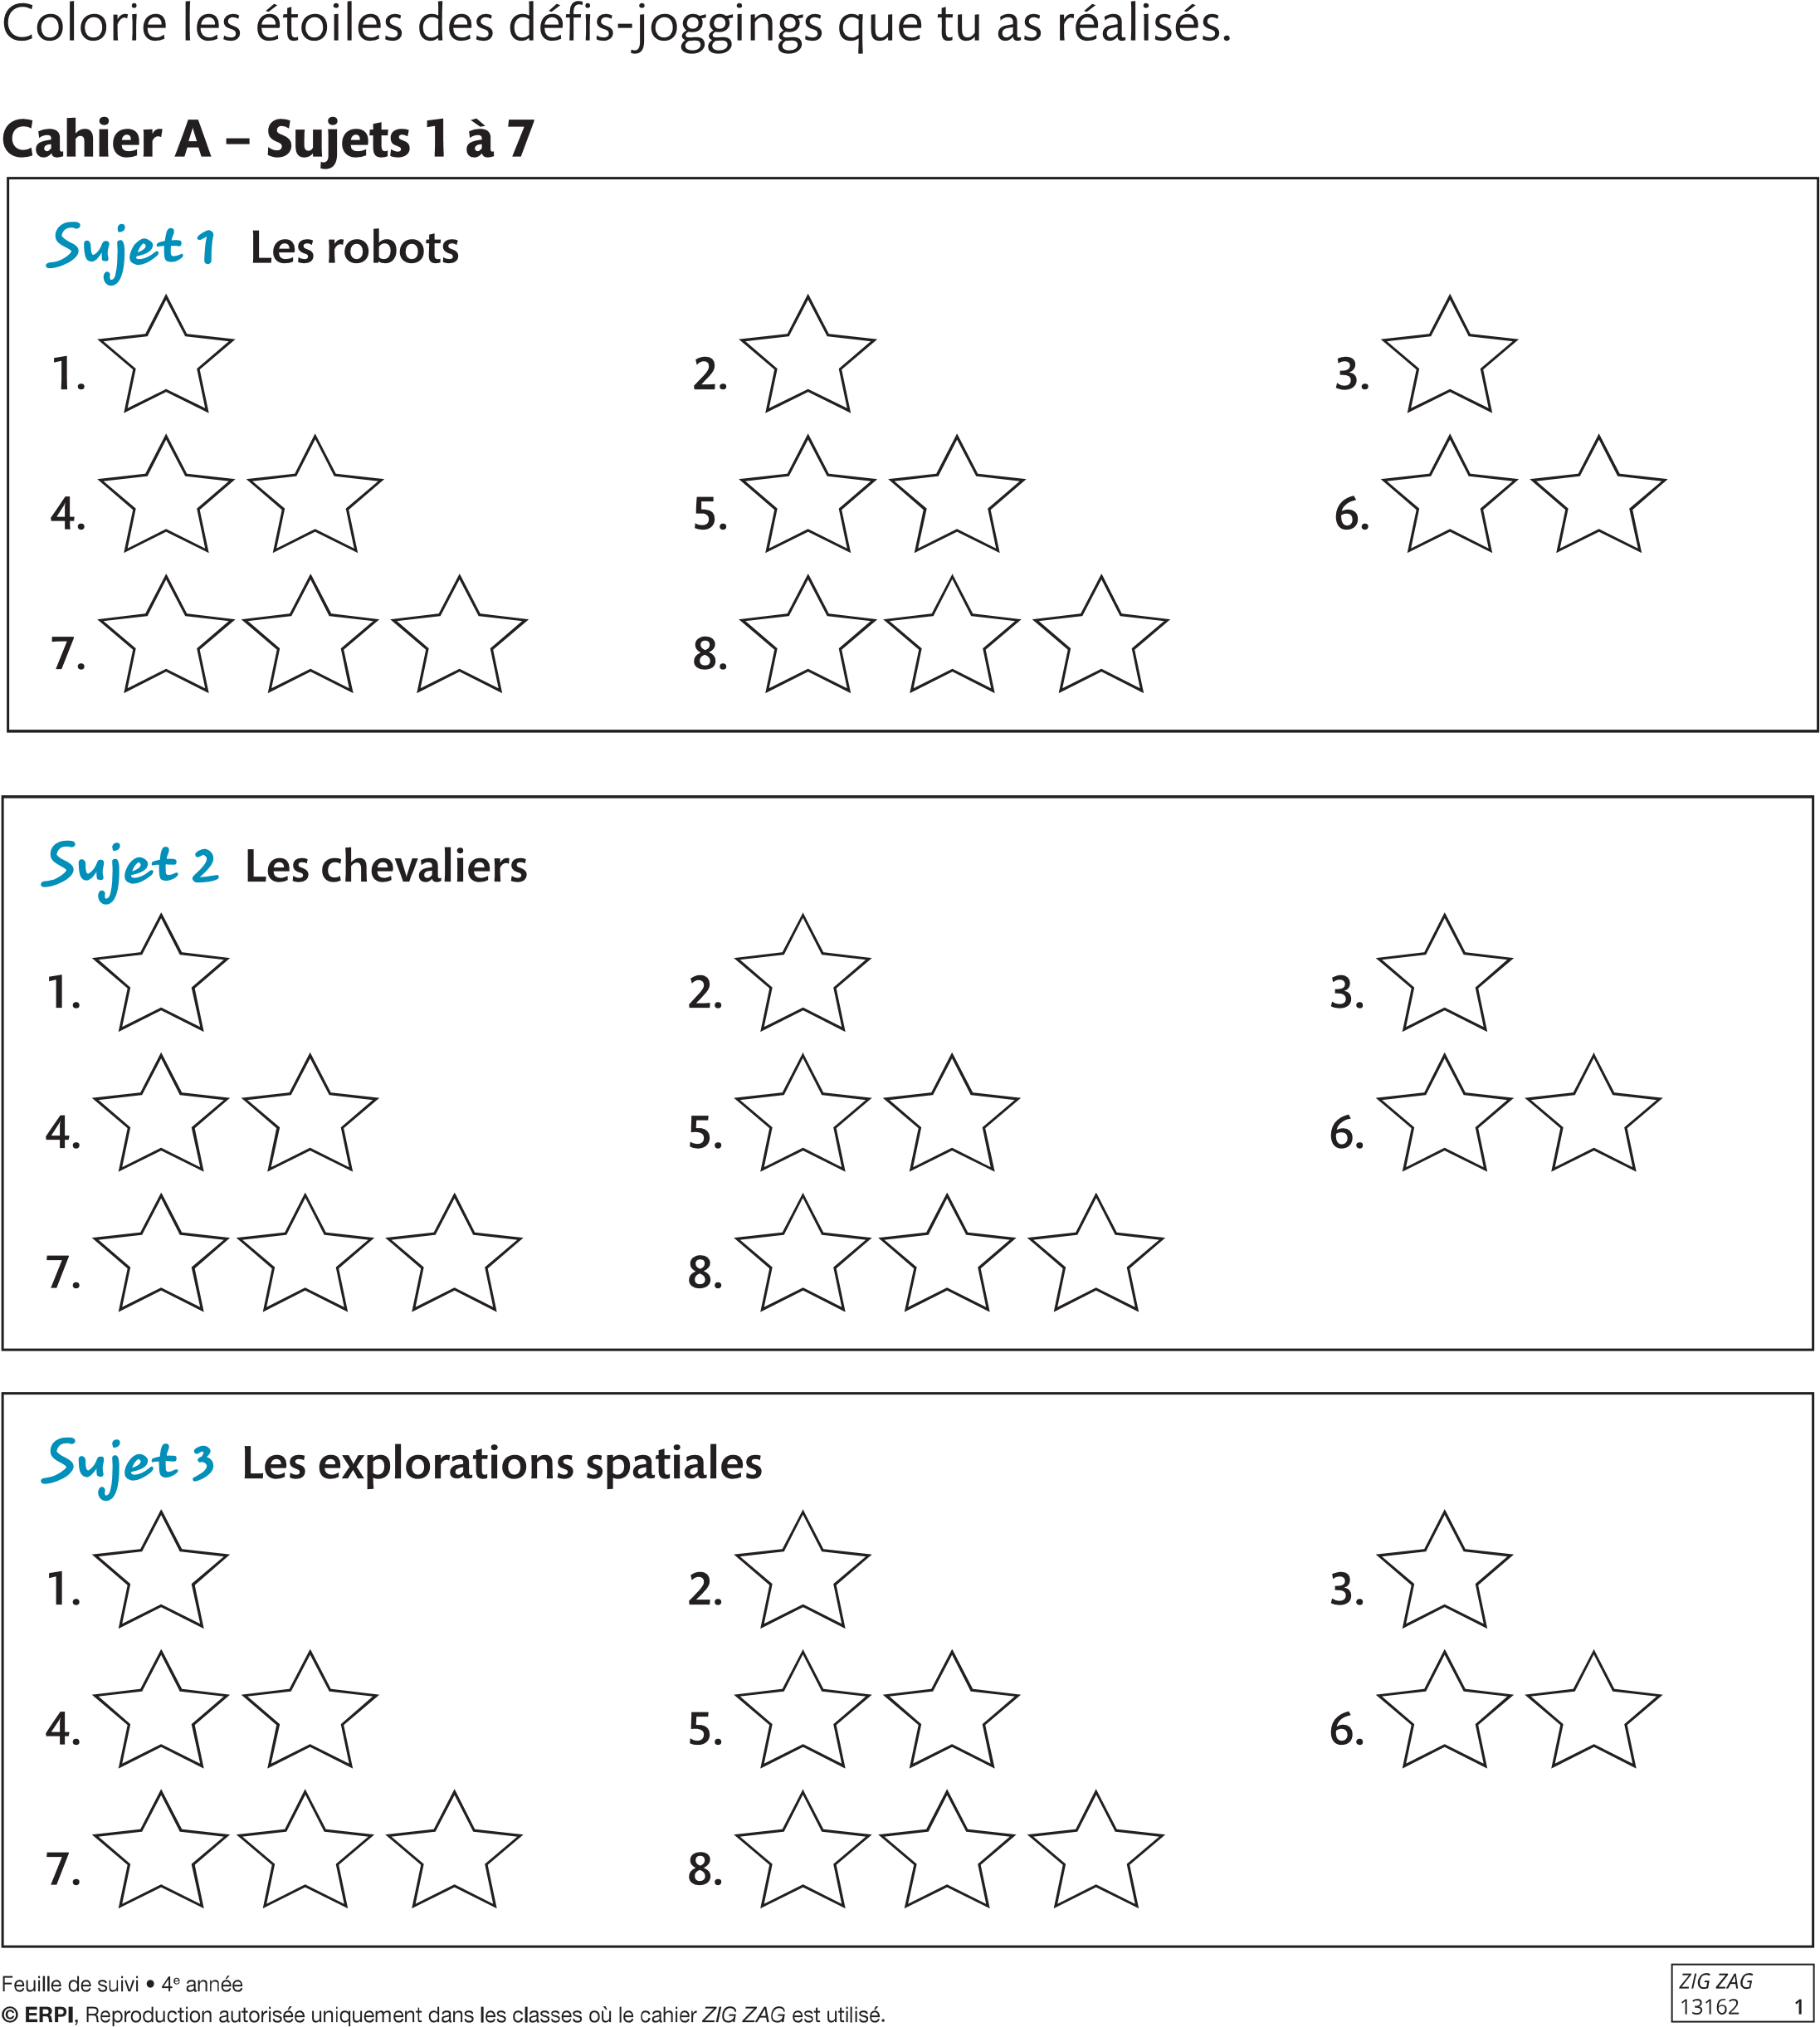 Colorie les étoiles des défis-joggings que tu as réalisés.
Cahier A – Sujets 1 à 7
Sujet 1 Les robots
1. 2. 3.
4. 5. 6.
7. 8.
Sujet 2 Les chevaliers
1. 2. 3.
4. 5. 6.
7. 8.
Sujet 3 Les explorations spatiales
1. 2. 3.
4. 5. 6.
7. 8.
Feuille de suivi • 4e année
© ERPI, Reproduction autorisée uniquement dans les classes où le cahier ZIG ZAG est utilisé.
ZIG ZAG
13162 1